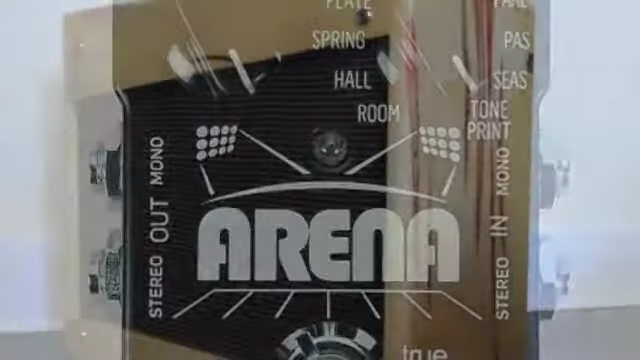 PLATE
SPRING
HALL
ROOM
PAS
SEAS
TONE
PRINT
STEREO OUT MONO
STEREO IN MONO
ARENA
true